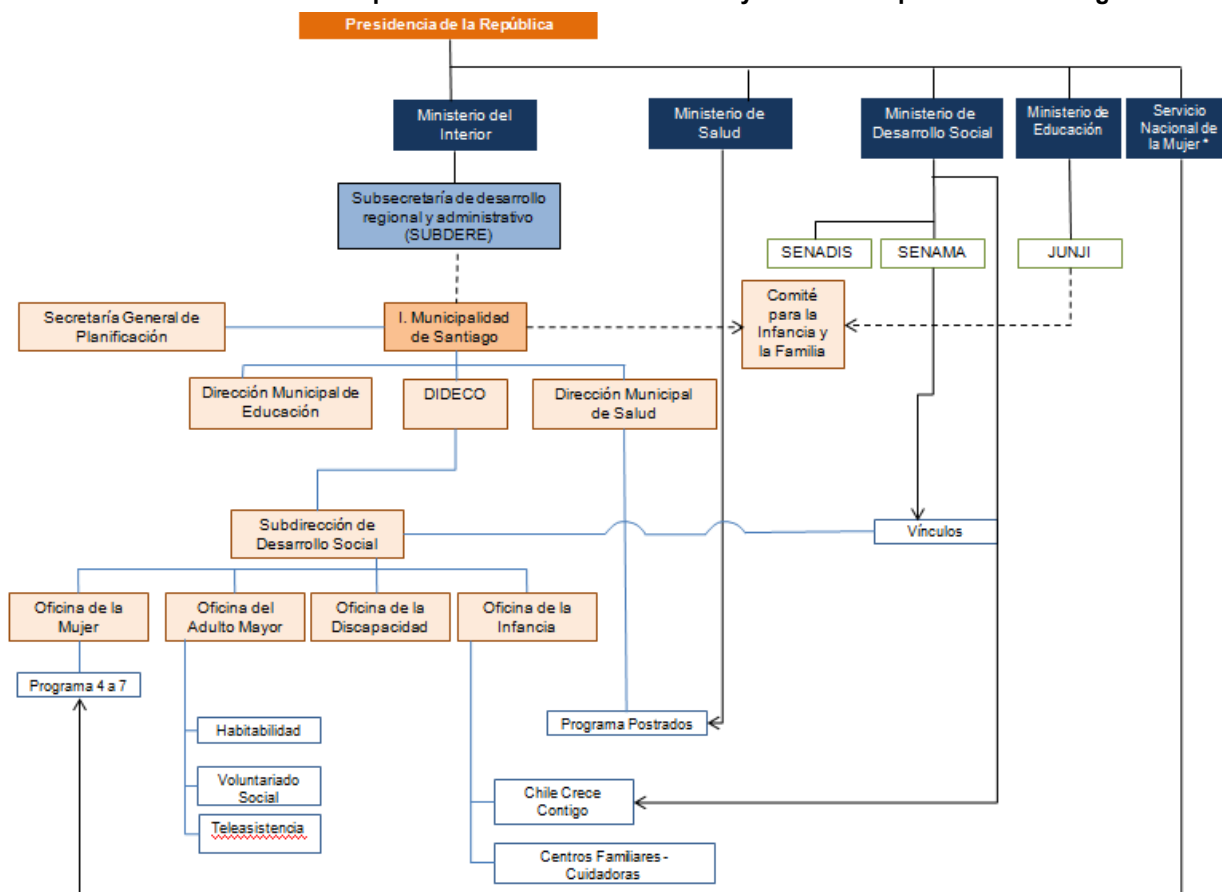 Presidencia de la República
Ministerio del
Interior
Ministerio de
Salud
Ministerio de
Desarrollo Social
Ministerio de
Educación
Servicio
Nacional de
la Mujer *
Subsecretaría de desarrollo
regional y administrativo
(SUBDERE)
SENADIS
SENAMA
JUNJI
Secretaría General de
Planificación
I. Municipalidad
de Santiago
Comité
para la
Infancia y
la Familia
Dirección Municipal de
Educación
DIDECO
Dirección Municipal
de Salud
Subdirección de
Desarrollo Social
Vínculos
Oficina de la
Mujer
Oficina del
Adulto Mayor
Oficina de la
Discapacidad
Oficina de la
Infancia
Programa 4 a 7
Habitabilidad
Programa Postrados
Voluntariado
Social
Chile Crece
Contigo
Teleasistencia
Centros Familiares -
Cuidadoras